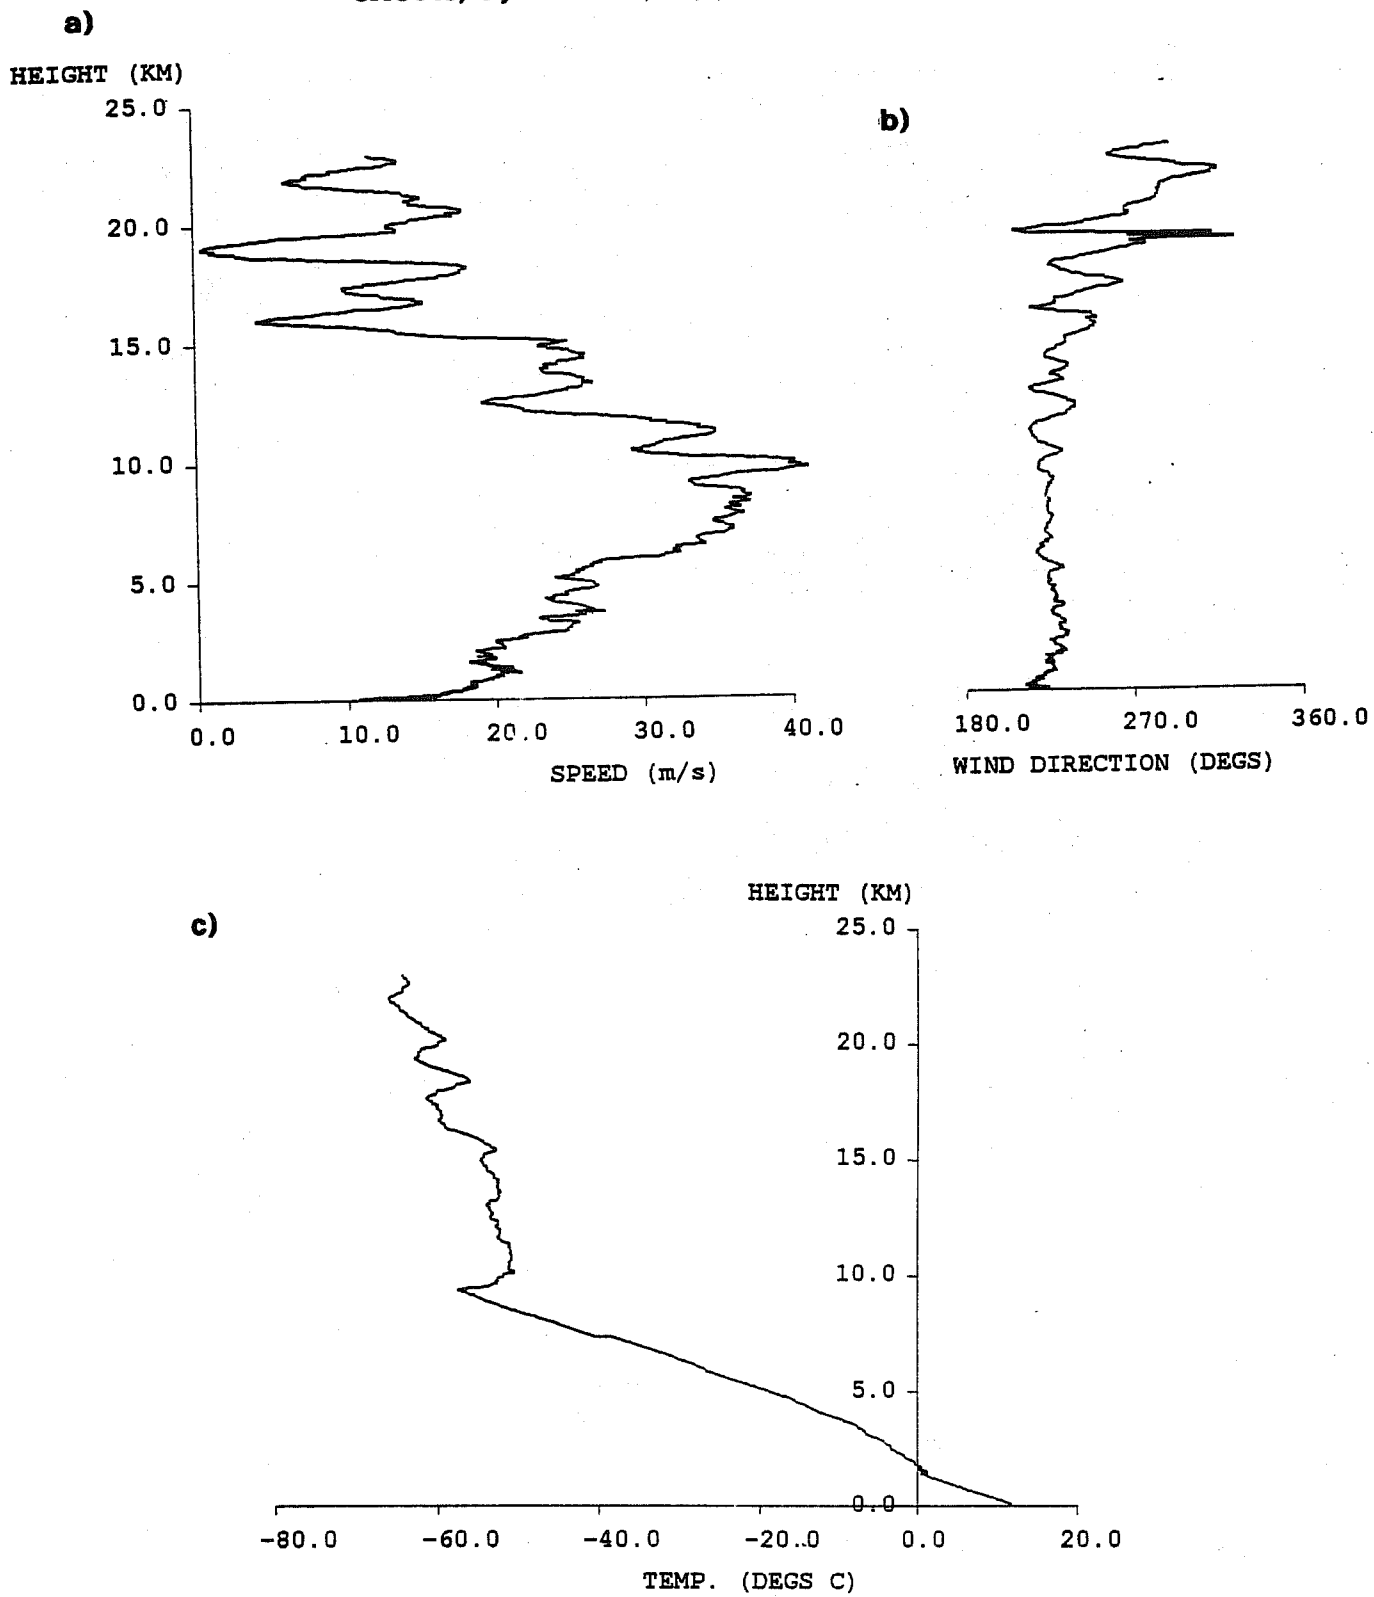 a)
HEIGHT (KM)
25.0
20.0
15.0
10.0
5.0
0.0
0.0 10.0 20.0 30.0 40.0
SPEED (m/s)
b)
180.0 270.0 360.0
WIND DIRECTION (DEGS)
c)
HEIGHT (KM)
25.0
20.0
15.0
10.0
5.0
0.0
-80.0 -60.0 -40.0 -20.0 0.0 20.0
TEMP. (DEGS C)